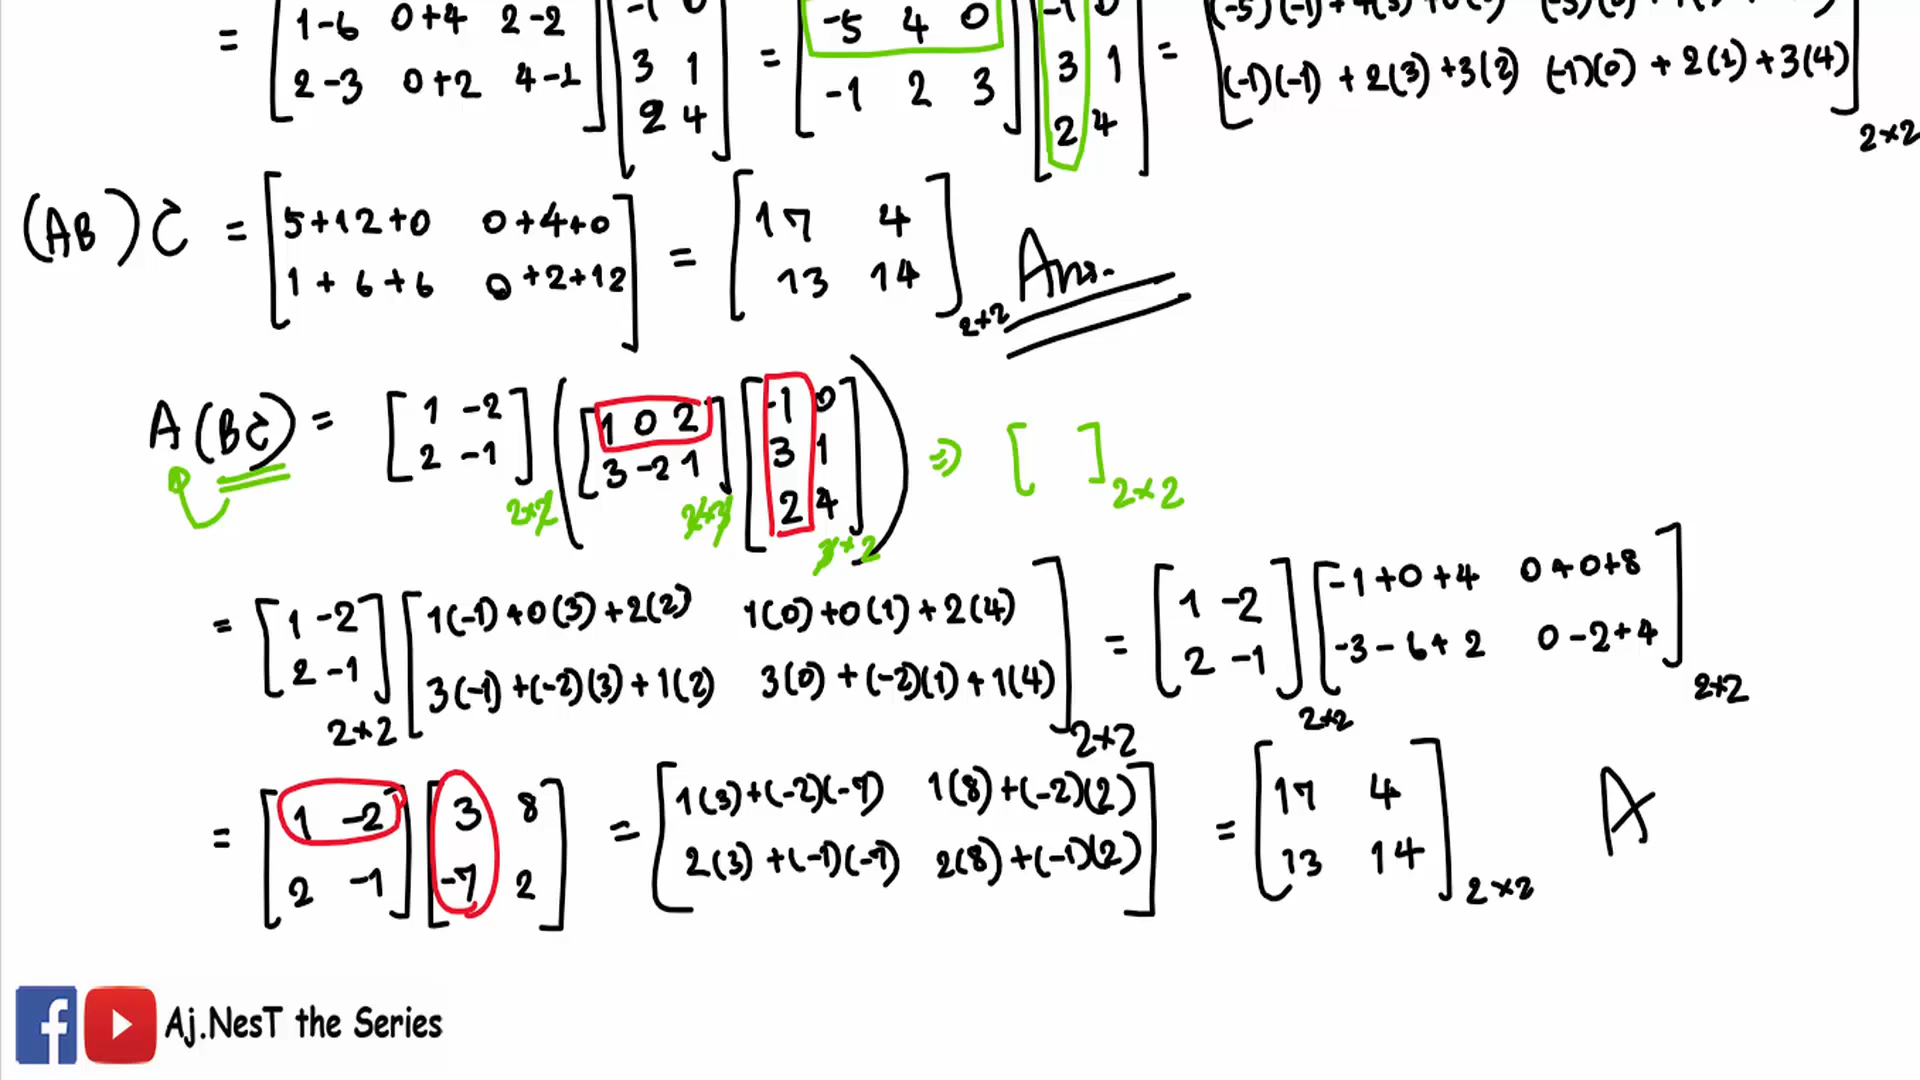 = [1-6 0+4 2-2] [-1 0] = [-5 4 0] [-1 0] =
[2-3 0+2 4-1] [3 1] [-1 2 3] [3 1] [(-1)(-1) + 2(3) + 3(2) (-1)(0) + 2(1) + 3(4)] 2×2
[2 4] [2 4]
(AB)C = [5+12+0 0+4+0] = [17 4] Ans.
[1+6+6 0+2+12] [13 14] 2×2
A(BC) = [1 -2] ([1 0 2] [-1 0]) ⇒ [ ] 2×2
[2 -1] 2×2 [3 -2 1] 2×3 [3 1]
[2 4] 3×2
= [1 -2] [1(-1)+0(3)+2(2) 1(0)+0(1)+2(4)] = [1 -2] [-1+0+4 0+0+8]
[2 -1] 2×2 [3(-1)+(-2)(3)+1(2) 3(0)+(-2)(1)+1(4)] 2×2 [2 -1] 2×2 [-3-6+2 0-2+4] 2×2
= [1 -2] [3 8] = [1(3)+(-2)(-7) 1(8)+(-2)(2)] = [17 4] A
[2 -1] [-7 2] [2(3)+(-1)(-7) 2(8)+(-1)(2)] [13 14] 2×2
Aj.NesT the Series